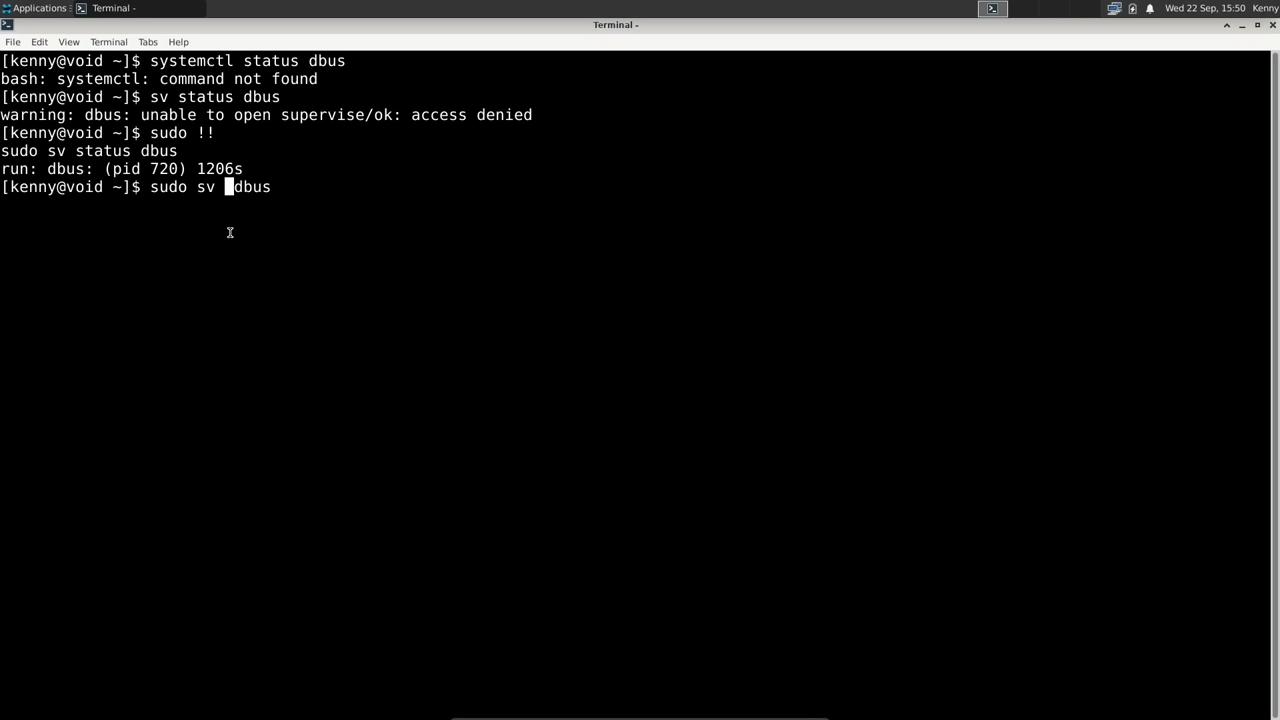 Applications
Terminal -
Wed 22 Sep, 15:50
Kenny
Terminal -
File Edit View Terminal Tabs Help
[kenny@void ~]$ systemctl status dbus
bash: systemctl: command not found
[kenny@void ~]$ sv status dbus
warning: dbus: unable to open supervise/ok: access denied
[kenny@void ~]$ sudo !!
sudo sv status dbus
run: dbus: (pid 720) 1206s
[kenny@void ~]$ sudo sv dbus